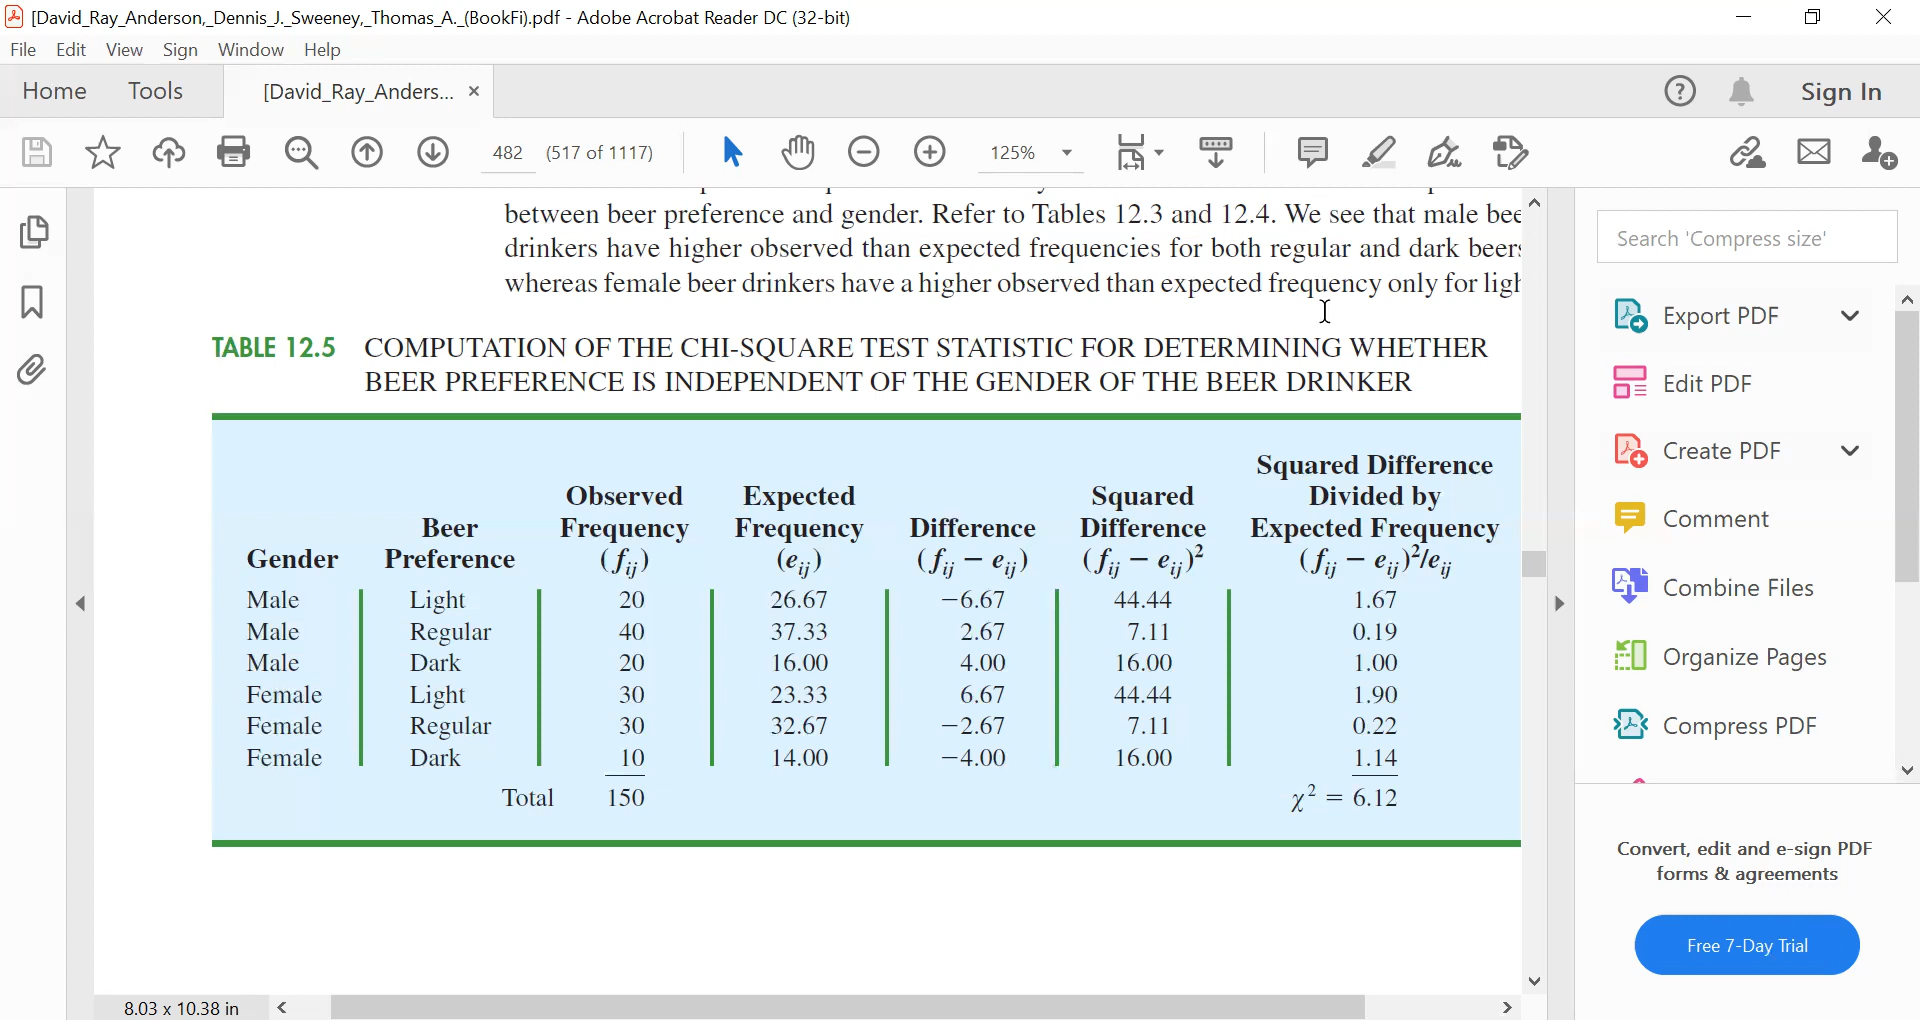 [David_Ray_Anderson,_Dennis_J._Sweeney,_Thomas_A._(BookFi).pdf - Adobe Acrobat Reader DC (32-bit)
File Edit View Sign Window Help
Home Tools [David_Ray_Anders... × Sign In
482 (517 of 1117) 125%
between beer preference and gender. Refer to Tables 12.3 and 12.4. We see that male bee
drinkers have higher observed than expected frequencies for both regular and dark beers
whereas female beer drinkers have a higher observed than expected frequency only for ligh
TABLE 12.5 COMPUTATION OF THE CHI-SQUARE TEST STATISTIC FOR DETERMINING WHETHER
BEER PREFERENCE IS INDEPENDENT OF THE GENDER OF THE BEER DRINKER
Squared Difference
Observed Expected Squared Divided by
Beer Frequency Frequency Difference Difference Expected Frequency
Gender Preference (fij) (eij) (fij − eij) (fij − eij)² (fij − eij)²/eij
Male Light 20 26.67 −6.67 44.44 1.67
Male Regular 40 37.33 2.67 7.11 0.19
Male Dark 20 16.00 4.00 16.00 1.00
Female Light 30 23.33 6.67 44.44 1.90
Female Regular 30 32.67 −2.67 7.11 0.22
Female Dark 10 14.00 −4.00 16.00 1.14
Total 150 χ² = 6.12
8.03 x 10.38 in
Search 'Compress size'
Export PDF
Edit PDF
Create PDF
Comment
Combine Files
Organize Pages
Compress PDF
Convert, edit and e-sign PDF
forms & agreements
Free 7-Day Trial